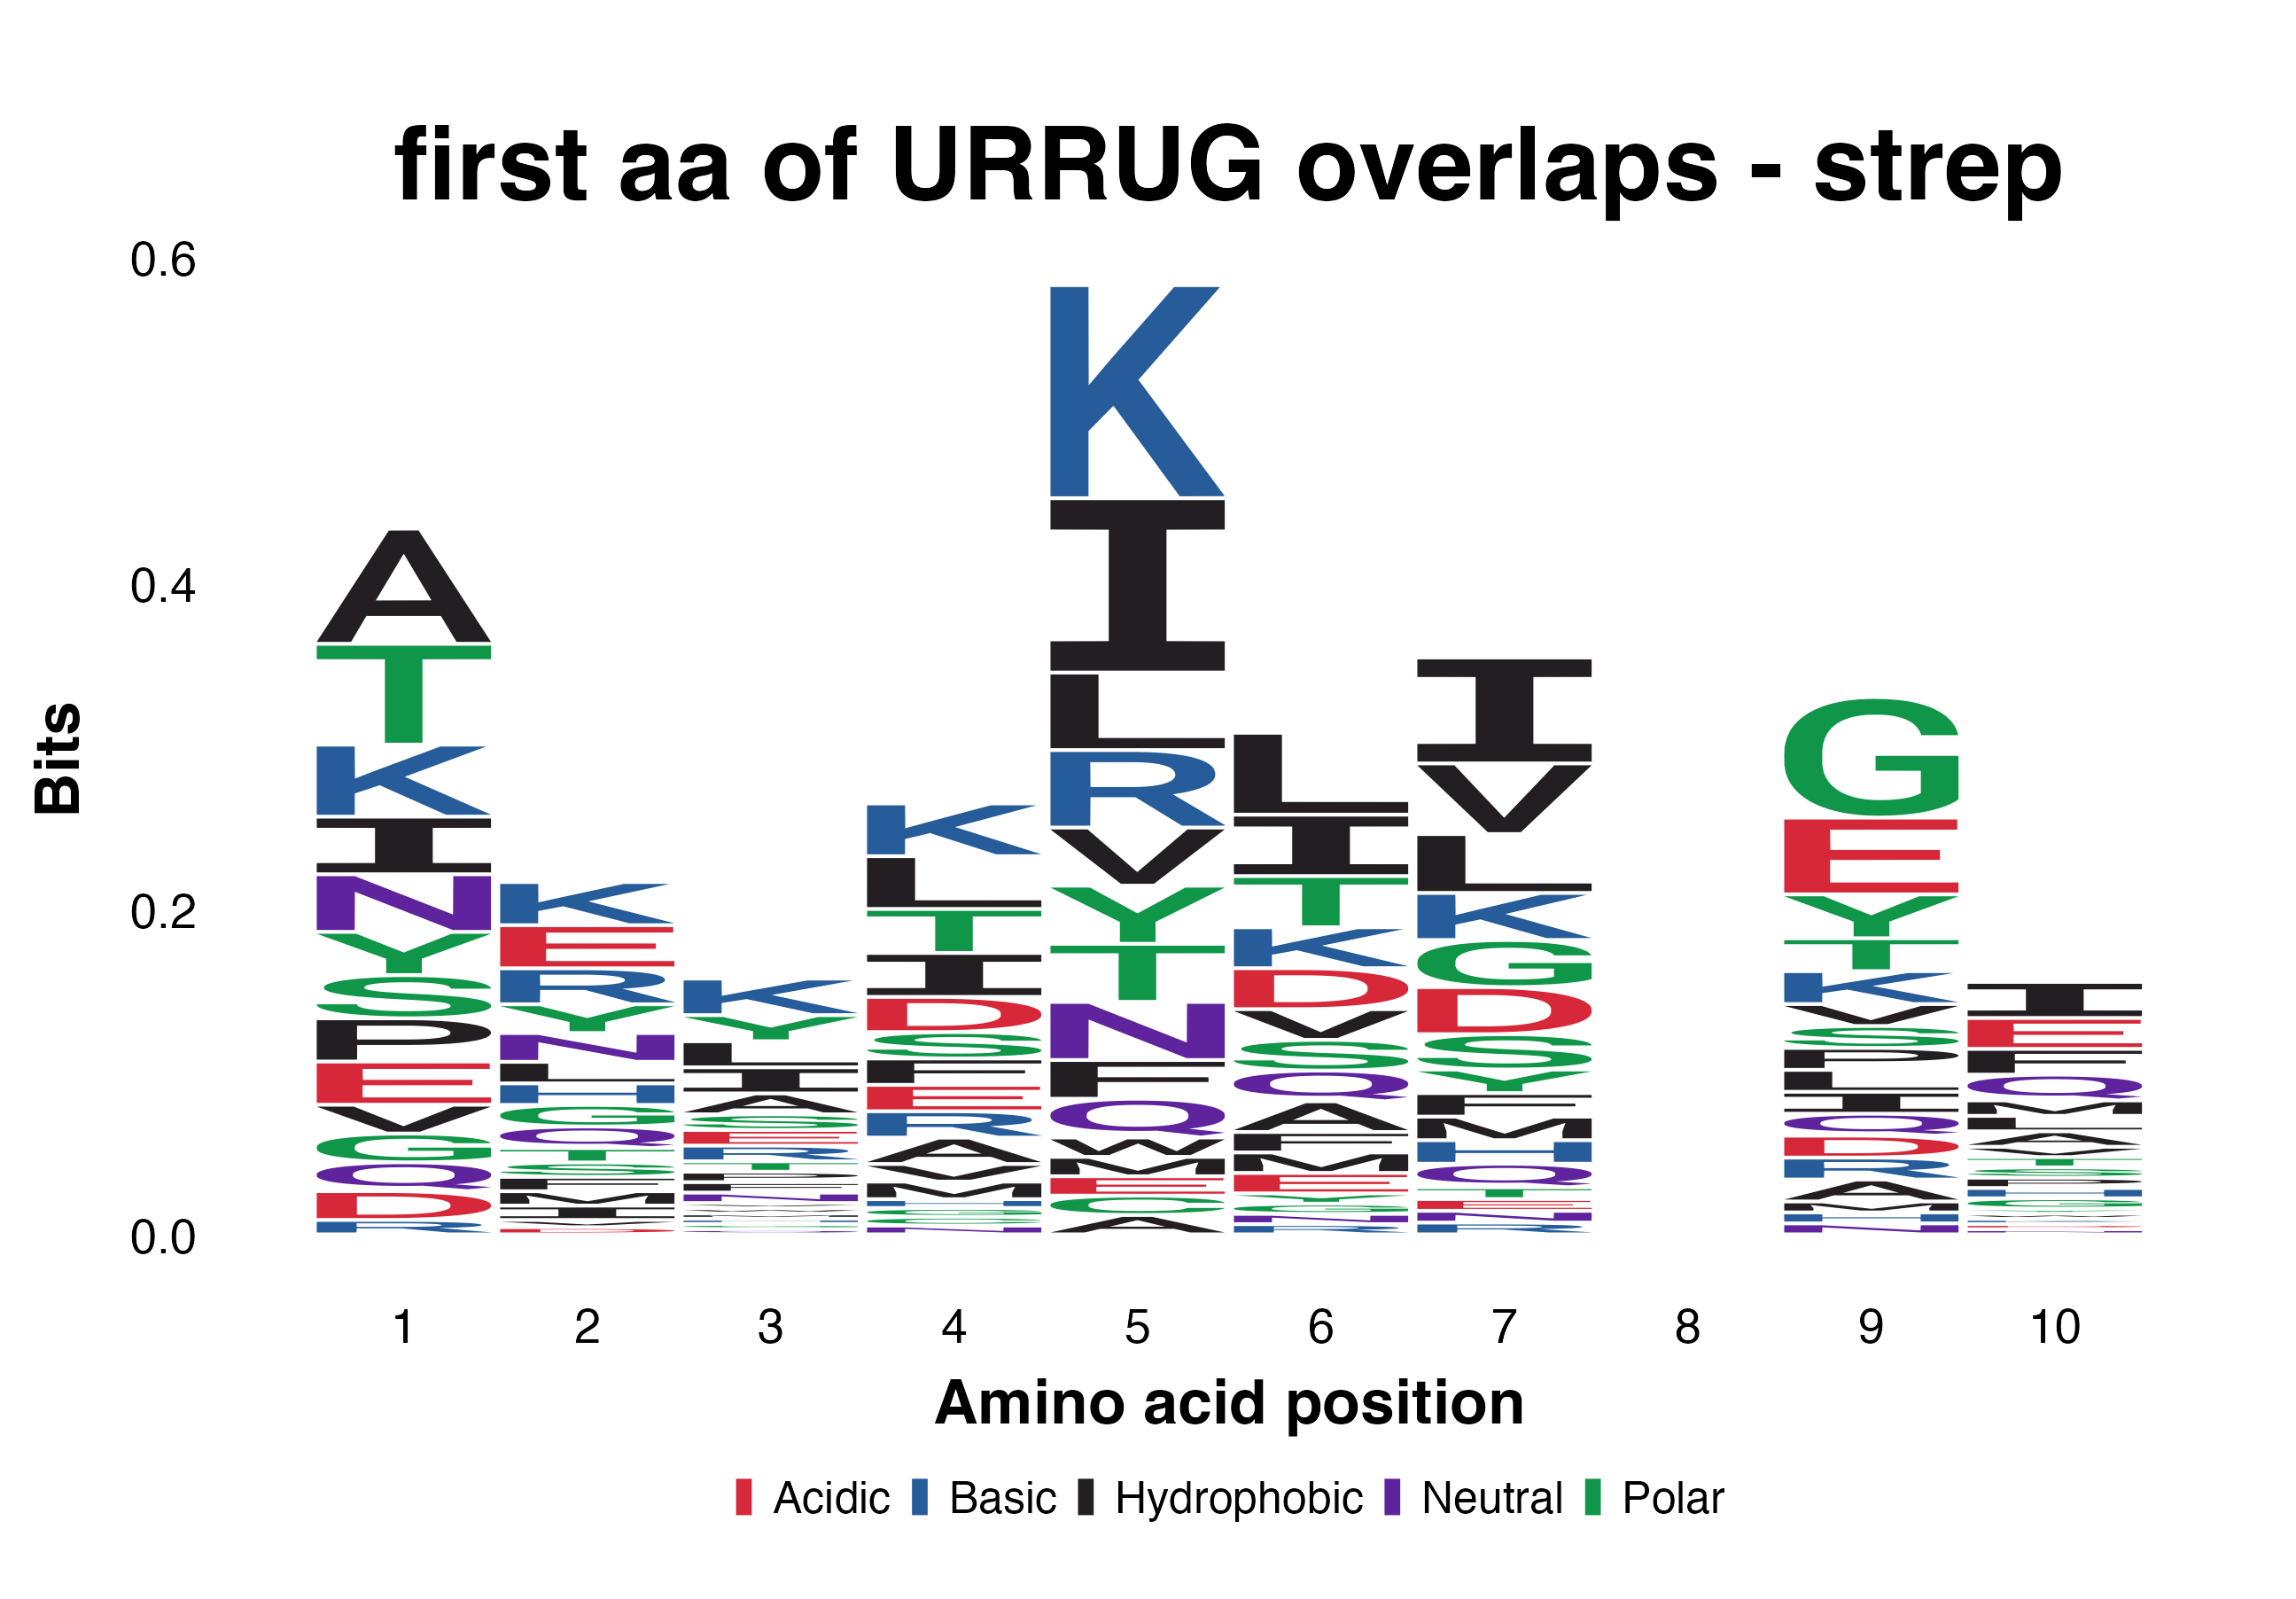 first aa of URRUG overlaps - strep
0.6
0.4
0.2
0.0
Bits
A T K I N Y S P E V G Q D R
K E R Y N L H G Q T S F M I V D
K Y L I A S E R T P F N
K L T I D S F E R A V M H G N
K I L R V Y T N F Q W M E G A
L I T K D V S Q A F M E Y G N R
I V L K G D S Y F M H Q T E N R
G E Y T K V S P L I Q D R A M H N
I E F Q M L A T S P H G
1 2 3 4 5 6 7 8 9 10
Amino acid position
Acidic Basic Hydrophobic Neutral Polar